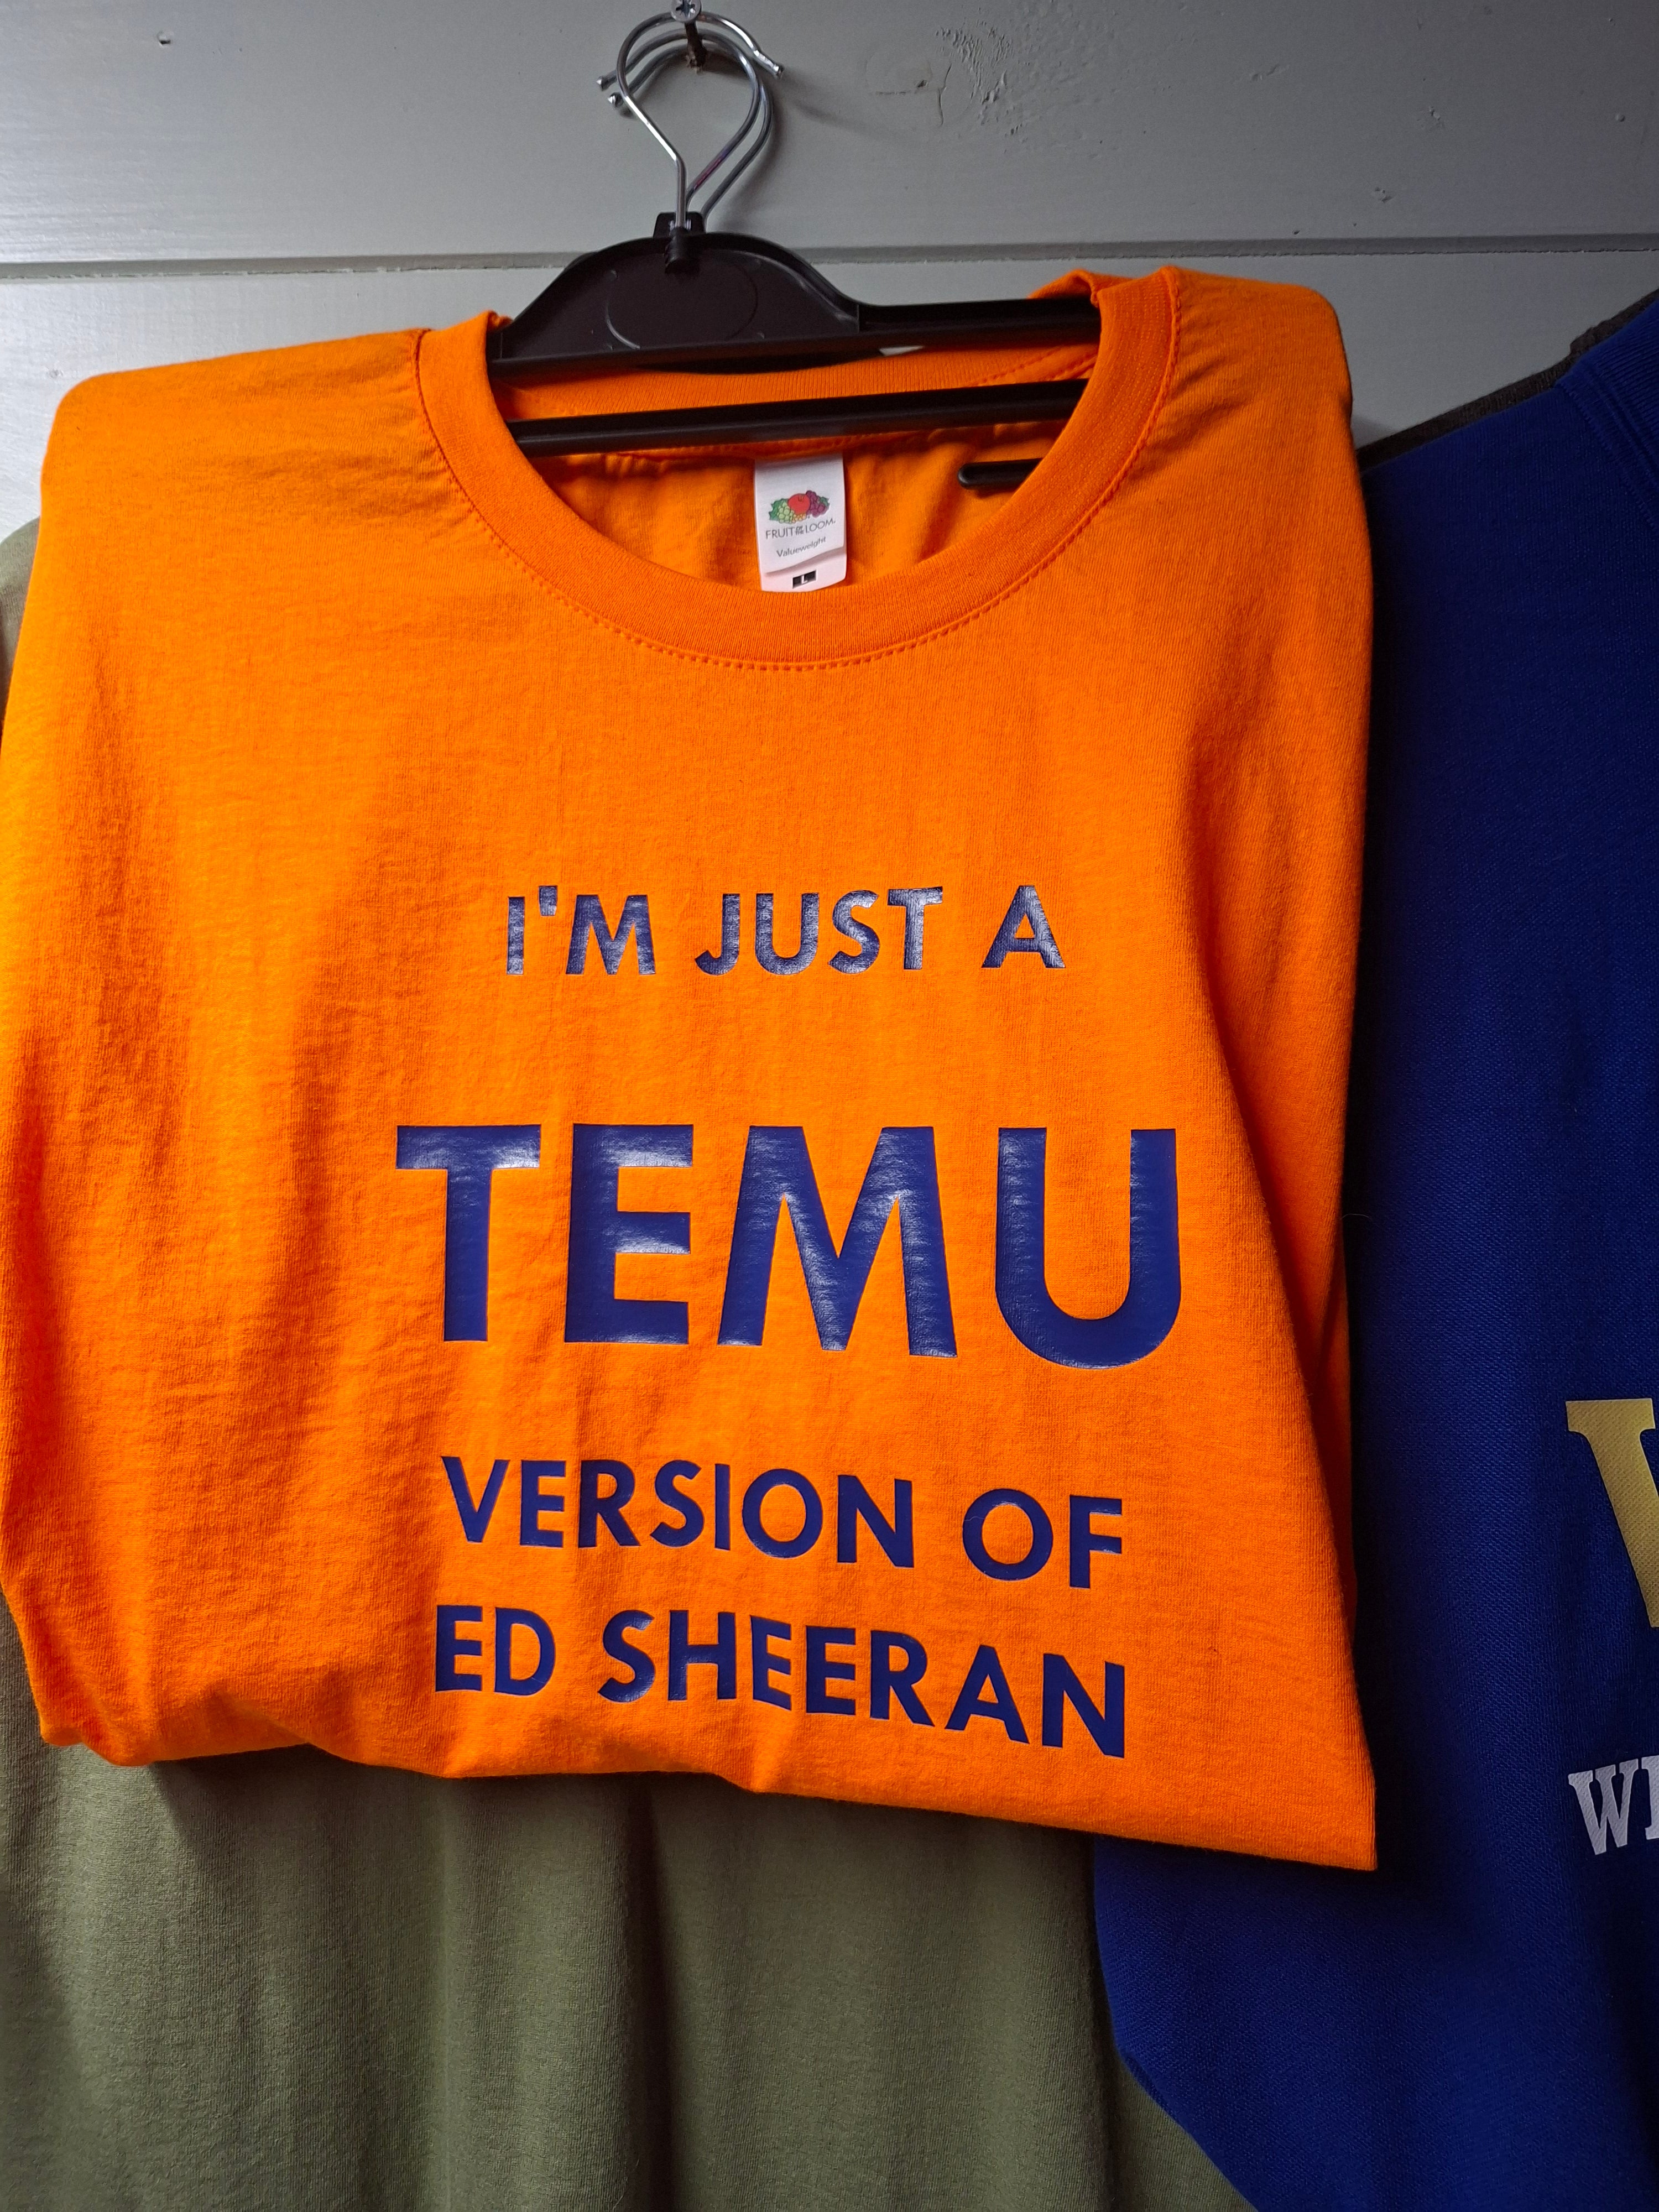 FRUIT OF THE LOOM.
Valueweight
L
I'M JUST A
TEMU
VERSION OF
ED SHEERAN